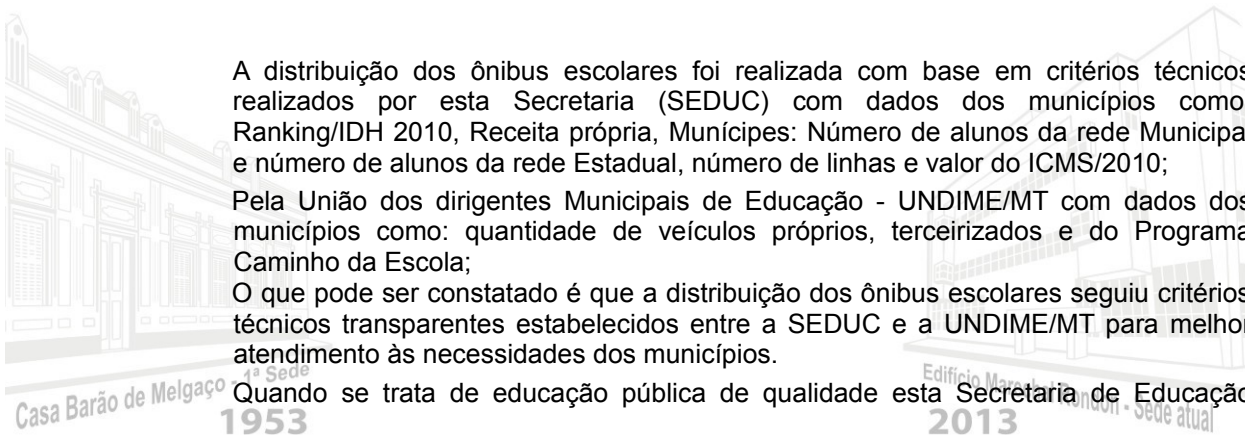 A distribuição dos ônibus escolares foi realizada com base em critérios técnicos
realizados por esta Secretaria (SEDUC) com dados dos municípios como
Ranking/IDH 2010, Receita própria, Munícipes: Número de alunos da rede Municipa
e número de alunos da rede Estadual, número de linhas e valor do ICMS/2010;
Pela União dos dirigentes Municipais de Educação - UNDIME/MT com dados dos
municípios como: quantidade de veículos próprios, terceirizados e do Programa
Caminho da Escola;
O que pode ser constatado é que a distribuição dos ônibus escolares seguiu critérios
técnicos transparentes estabelecidos entre a SEDUC e a UNDIME/MT para melhor
atendimento às necessidades dos municípios.
Quando se trata de educação pública de qualidade esta Secretaria de Educação
Casa Barão de Melgaço - 1ª Sede
1953
Edifício Marechal Rondon - Sede atual
2013